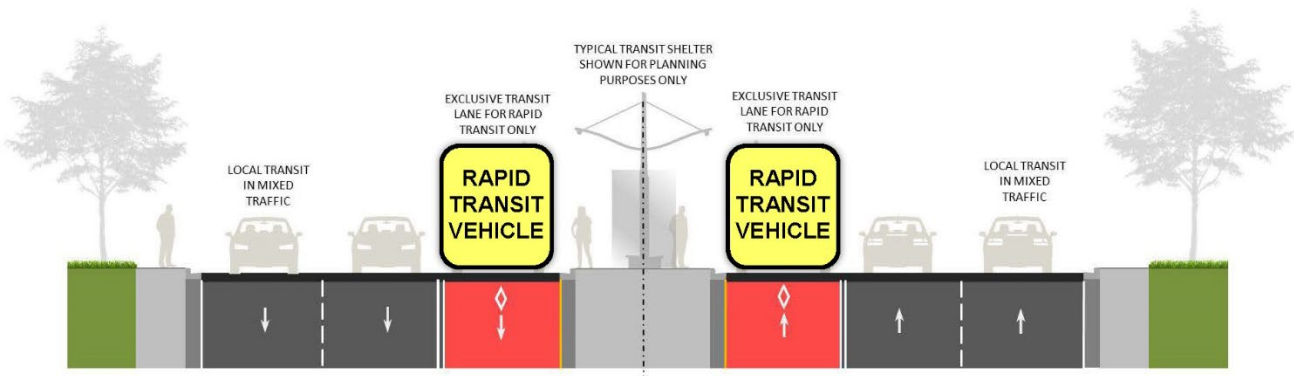 TYPICAL TRANSIT SHELTER
SHOWN FOR PLANNING
PURPOSES ONLY
EXCLUSIVE TRANSIT
LANE FOR RAPID
TRANSIT ONLY
EXCLUSIVE TRANSIT
LANE FOR RAPID
TRANSIT ONLY
LOCAL TRANSIT
IN MIXED
TRAFFIC
RAPID
TRANSIT
VEHICLE
RAPID
TRANSIT
VEHICLE
LOCAL TRANSIT
IN MIXED
TRAFFIC